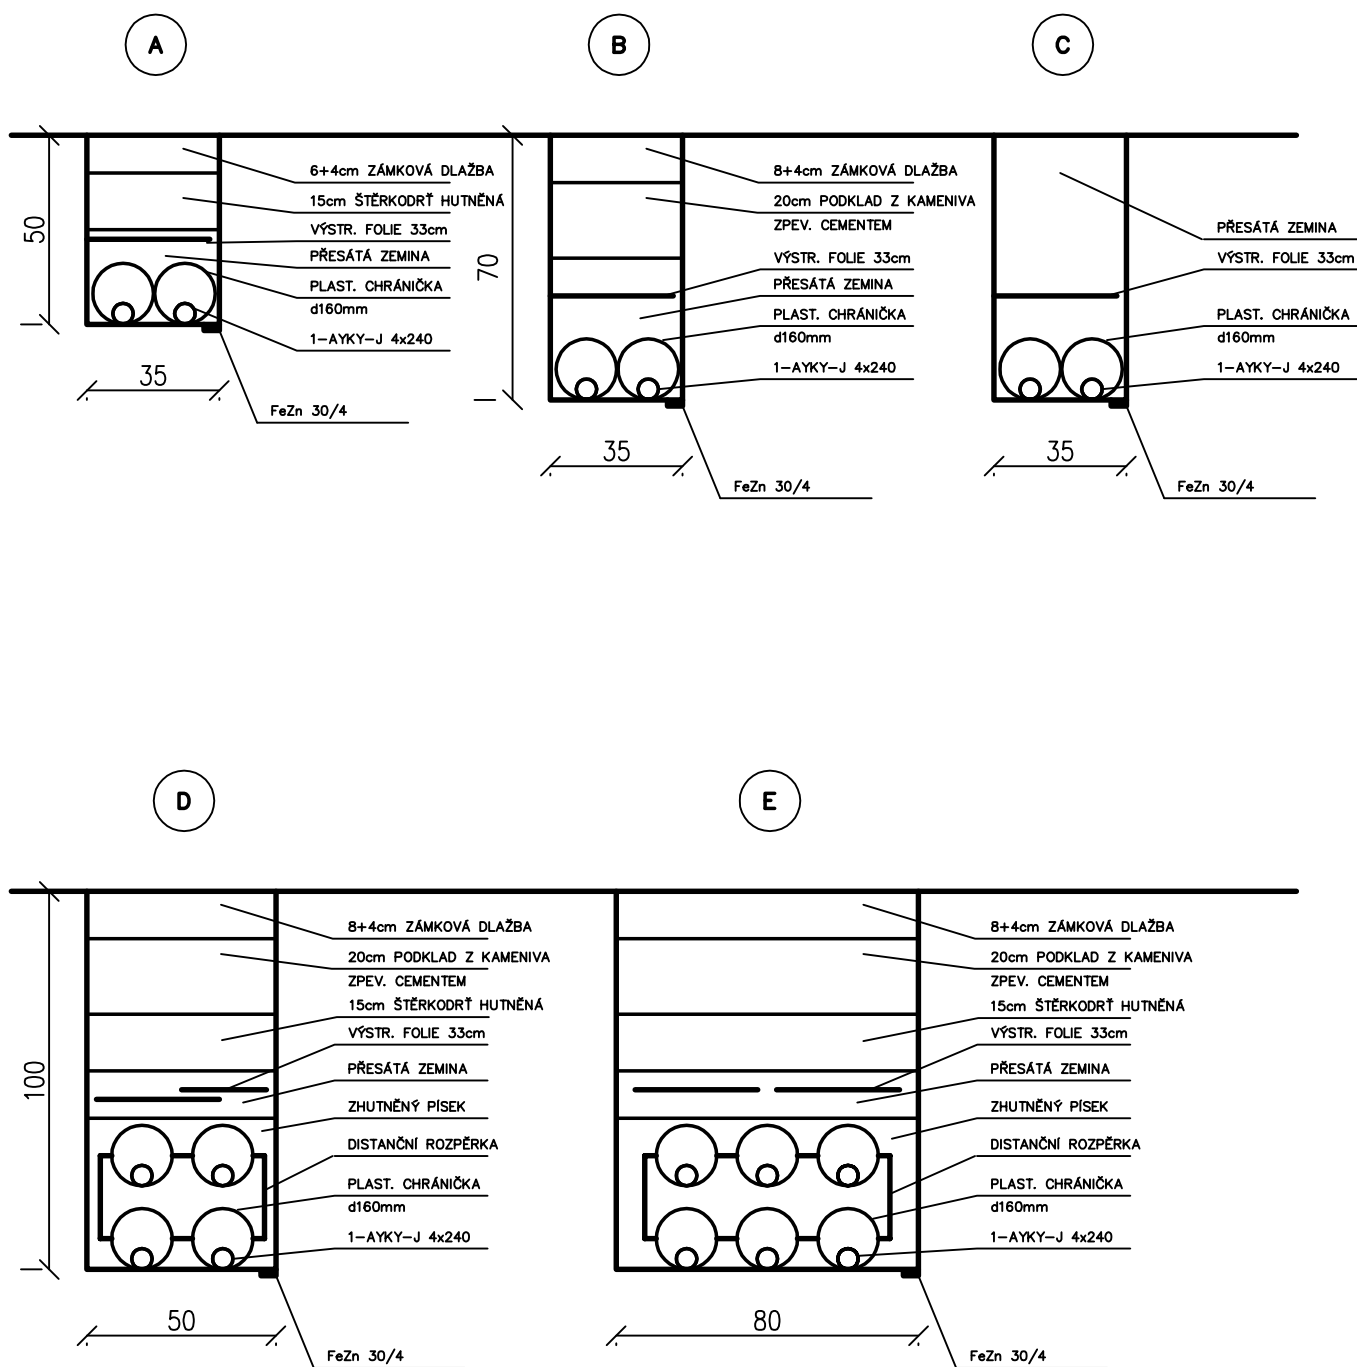 A
6+4cm ZÁMKOVÁ DLAŽBA
15cm ŠTĚRKODRŤ HUTNĚNÁ
VÝSTR. FOLIE 33cm
PŘESÁTÁ ZEMINA
PLAST. CHRÁNIČKA
d160mm
1-AYKY-J 4x240
50
35
FeZn 30/4
B
8+4cm ZÁMKOVÁ DLAŽBA
20cm PODKLAD Z KAMENIVA
ZPEV. CEMENTEM
VÝSTR. FOLIE 33cm
PŘESÁTÁ ZEMINA
PLAST. CHRÁNIČKA
d160mm
1-AYKY-J 4x240
70
35
FeZn 30/4
C
PŘESÁTÁ ZEMINA
VÝSTR. FOLIE 33cm
PLAST. CHRÁNIČKA
d160mm
1-AYKY-J 4x240
35
FeZn 30/4
D
8+4cm ZÁMKOVÁ DLAŽBA
20cm PODKLAD Z KAMENIVA
ZPEV. CEMENTEM
15cm ŠTĚRKODRŤ HUTNĚNÁ
VÝSTR. FOLIE 33cm
PŘESÁTÁ ZEMINA
ZHUTNĚNÝ PÍSEK
DISTANČNÍ ROZPĚRKA
PLAST. CHRÁNIČKA
d160mm
1-AYKY-J 4x240
100
50
FeZn 30/4
E
8+4cm ZÁMKOVÁ DLAŽBA
20cm PODKLAD Z KAMENIVA
ZPEV. CEMENTEM
15cm ŠTĚRKODRŤ HUTNĚNÁ
VÝSTR. FOLIE 33cm
PŘESÁTÁ ZEMINA
ZHUTNĚNÝ PÍSEK
DISTANČNÍ ROZPĚRKA
PLAST. CHRÁNIČKA
d160mm
1-AYKY-J 4x240
80
FeZn 30/4